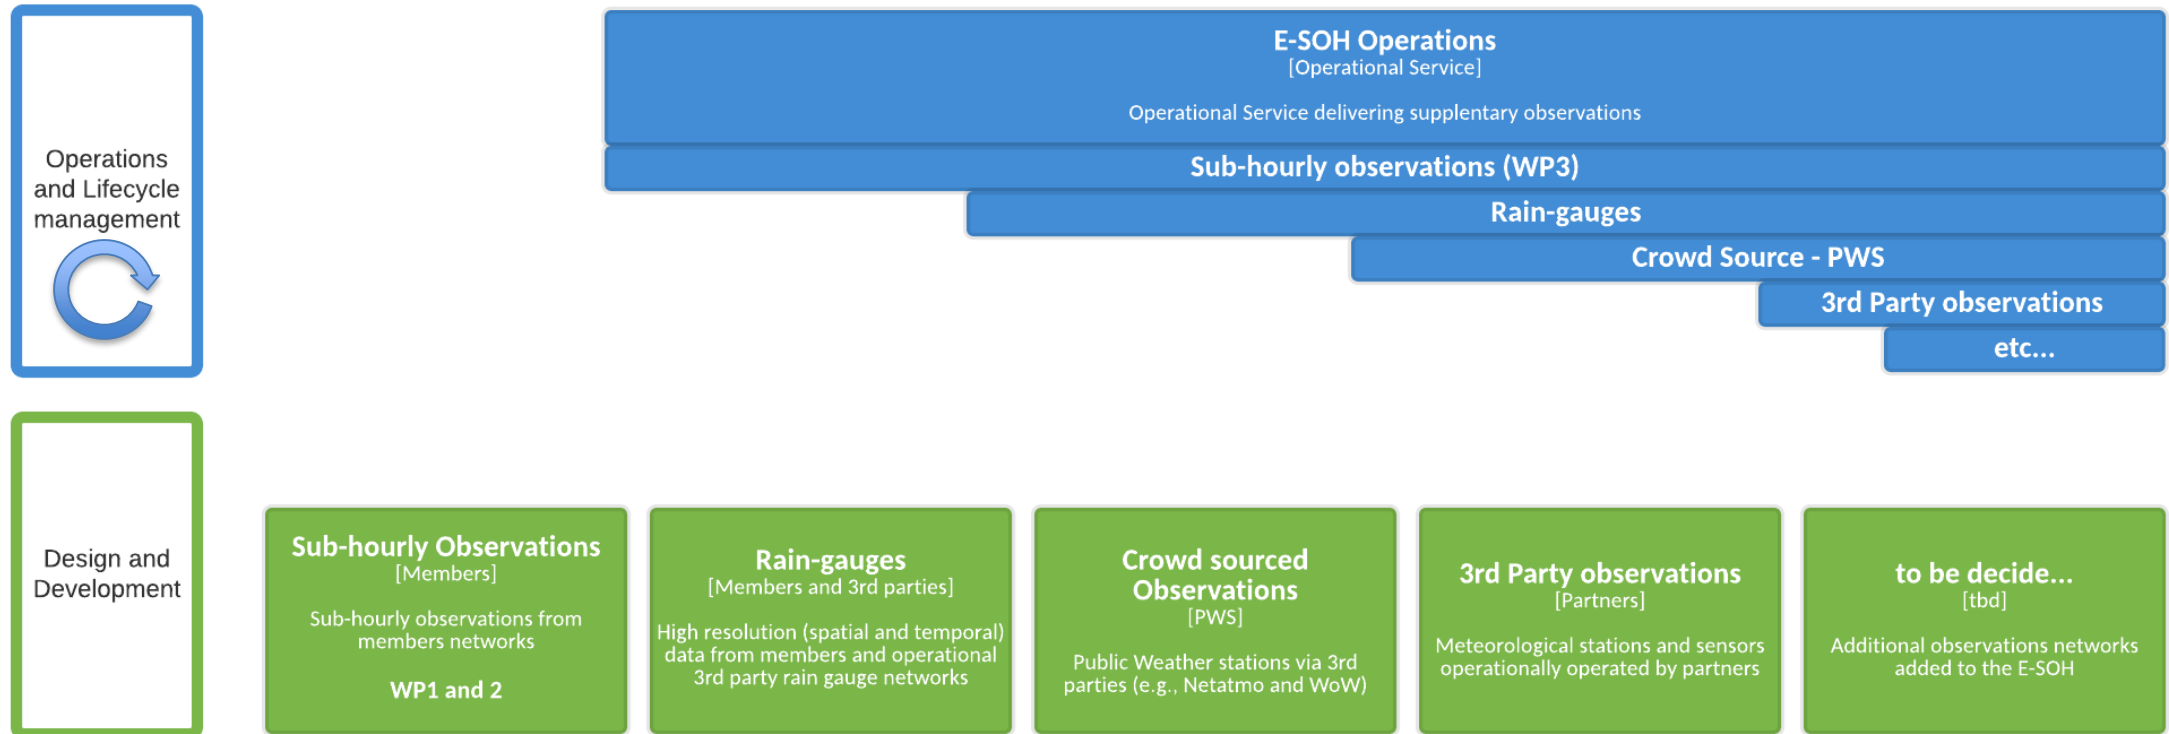 Operations
and Lifecycle
management
E-SOH Operations
[Operational Service]
Operational Service delivering supplentary observations
Sub-hourly observations (WP3)
Rain-gauges
Crowd Source - PWS
3rd Party observations
etc...
Design and
Development
Sub-hourly Observations
[Members]
Sub-hourly observations from
members networks
WP1 and 2
Rain-gauges
[Members and 3rd parties]
High resolution (spatial and temporal)
data from members and operational
3rd party rain gauge networks
Crowd sourced
Observations
[PWS]
Public Weather stations via 3rd
parties (e.g., Netatmo and WoW)
3rd Party observations
[Partners]
Meteorological stations and sensors
operationally operated by partners
to be decide...
[tbd]
Additional observations networks
added to the E-SOH